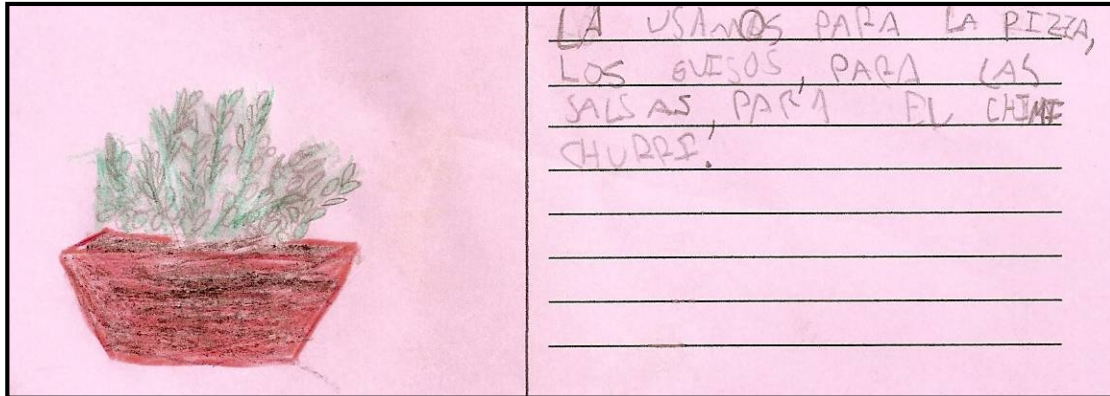 LA USAMOS PARA LA PIZZA,
LOS GUISOS, PARA LAS
SALSAS, PARA EL CHIMI
CHURRI.